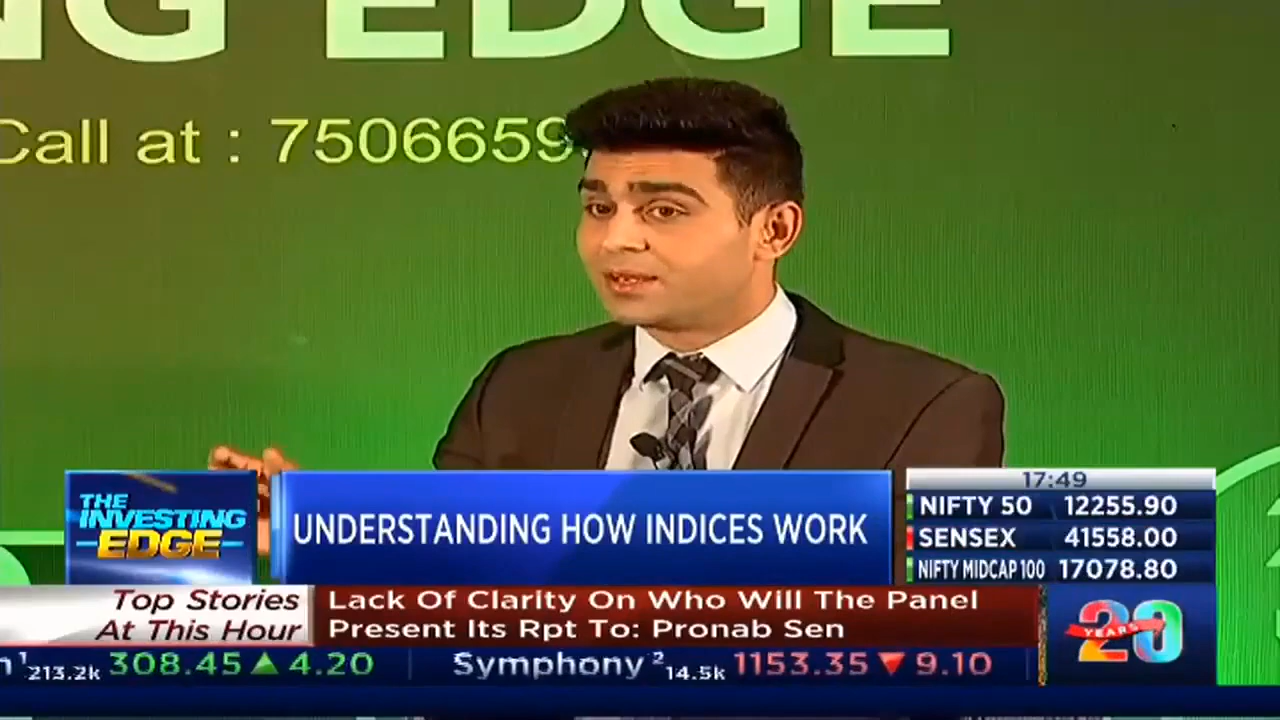 NG EDGE
Call at : 7506659
17:49
THE
INVESTING
EDGE
UNDERSTANDING HOW INDICES WORK
NIFTY 50 12255.90
SENSEX 41558.00
NIFTY MIDCAP 100 17078.80
Top Stories
At This Hour
Lack Of Clarity On Who Will The Panel
Present Its Rpt To: Pronab Sen
20
YEARS
213.2k 308.45 ▲ 4.20 Symphony 2 14.5k 1153.35 ▼ 9.10